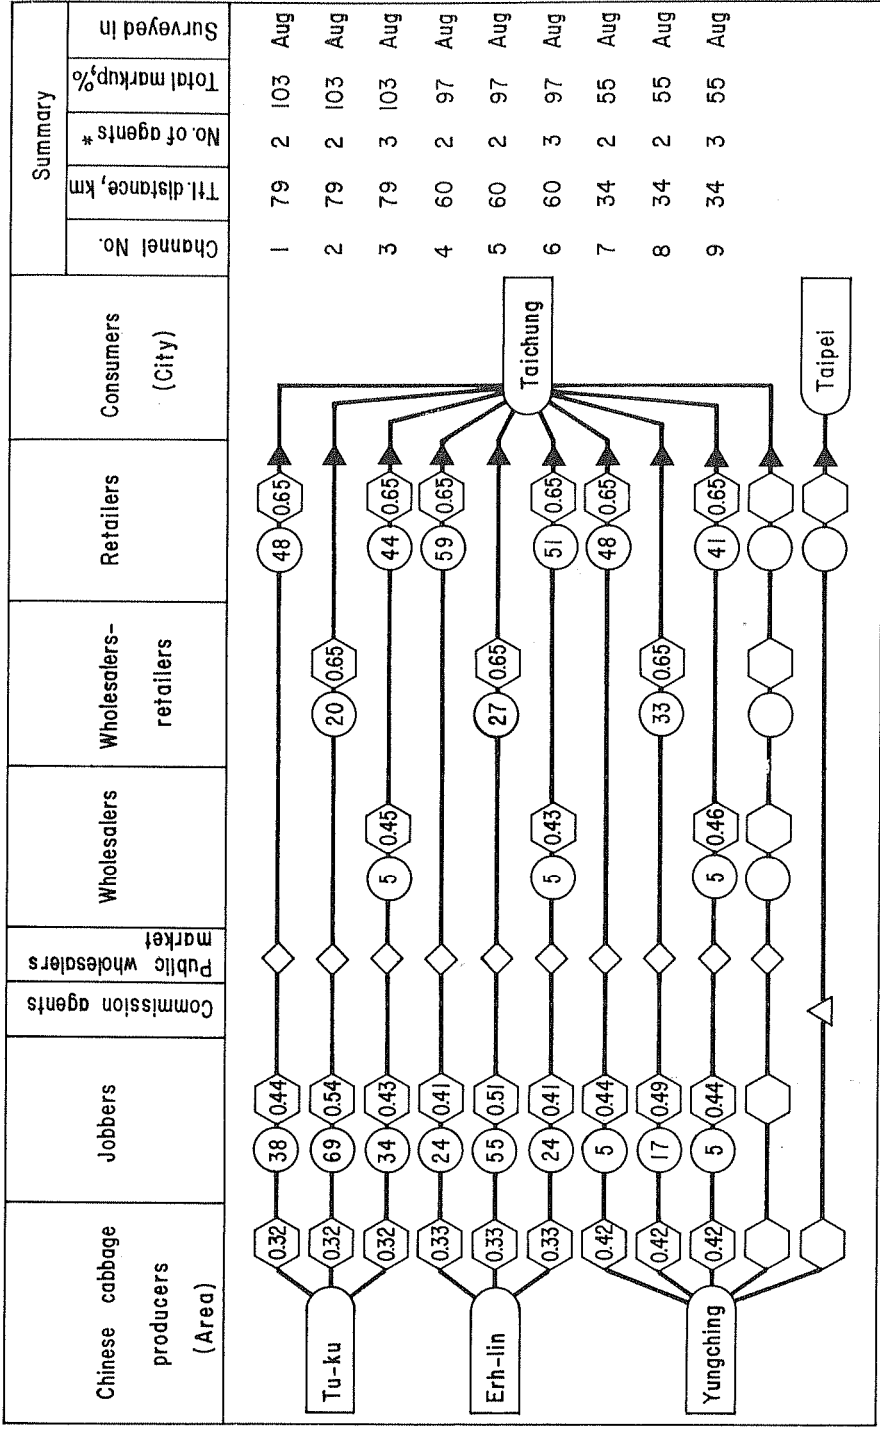 Chinese cabbage producers (Area)
Jobbers
Commission agents
Public wholesalers market
Wholesalers
Wholesalers-retailers
Retailers
Consumers (City)
Summary
Channel No.
Ttl. distance, km
No. of agents *
Total markup,%
Surveyed in
Tu-ku
0.32 38 0.44 48 0.65 1 79 2 103 Aug
0.32 69 0.54 20 0.65 2 79 2 103 Aug
0.32 34 0.43 5 0.45 44 0.65 3 79 3 103 Aug
Erh-lin
0.33 24 0.41 59 0.65 4 60 2 97 Aug
0.33 55 0.51 27 0.65 5 60 2 97 Aug
0.33 24 0.41 5 0.43 51 0.65 6 60 3 97 Aug
Yungching
0.42 5 0.44 48 0.65 7 34 2 55 Aug
0.42 17 0.49 33 0.65 8 34 2 55 Aug
0.42 5 0.44 5 0.46 41 0.65 9 34 3 55 Aug
Taichung
Taipei